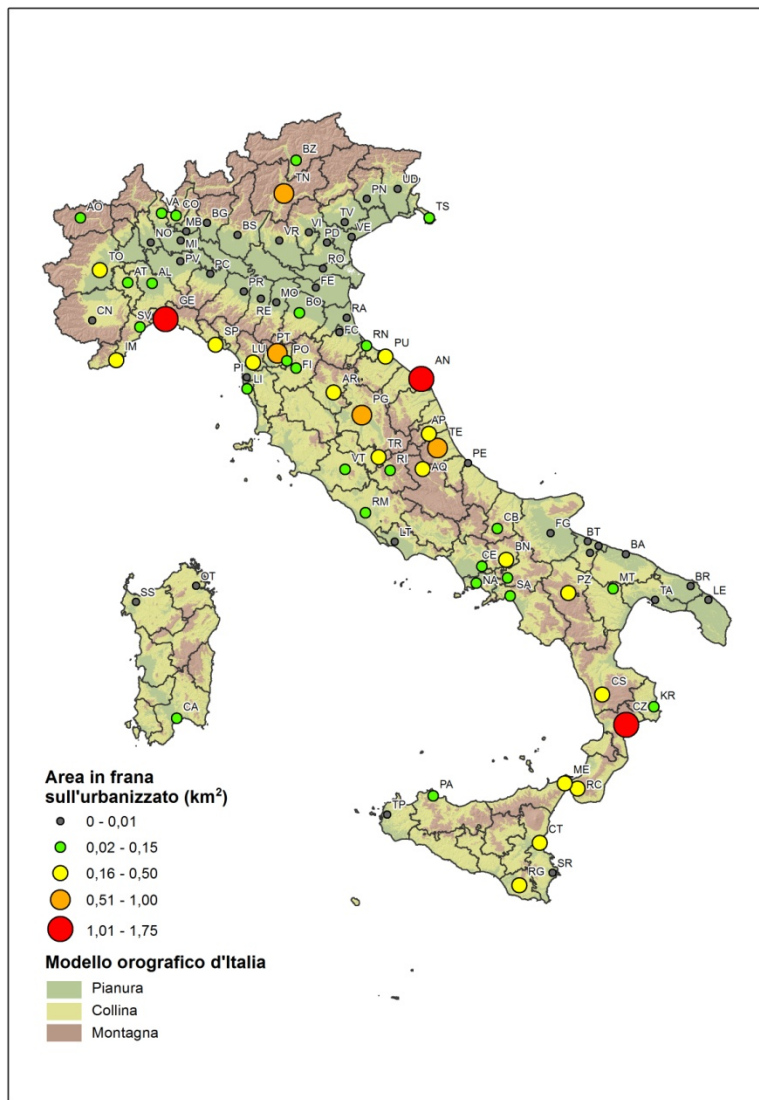 BZ
TN
UD
PN
TS
AO
VA
CO
BG
MB
NO
MI
BS
VR
VI
TV
PD
VE
TO
AT
AL
PV
PC
RO
FE
PR
RE
MO
BO
CN
SV
GE
RA
FC
RN
IM
SP
LU
PT
PO
FI
PU
AN
PI
LI
AR
PG
AP
TE
VT
TR
RI
AQ
PE
RM
LT
CB
FG
BT
BA
CE
BN
NA
SA
PZ
MT
TA
BR
LE
OT
SS
CA
CS
KR
CZ
ME
RC
PA
TP
CT
SR
RG
Area in frana
sull'urbanizzato (km²)
0 - 0,01
0,02 - 0,15
0,16 - 0,50
0,51 - 1,00
1,01 - 1,75
Modello orografico d'Italia
Pianura
Collina
Montagna